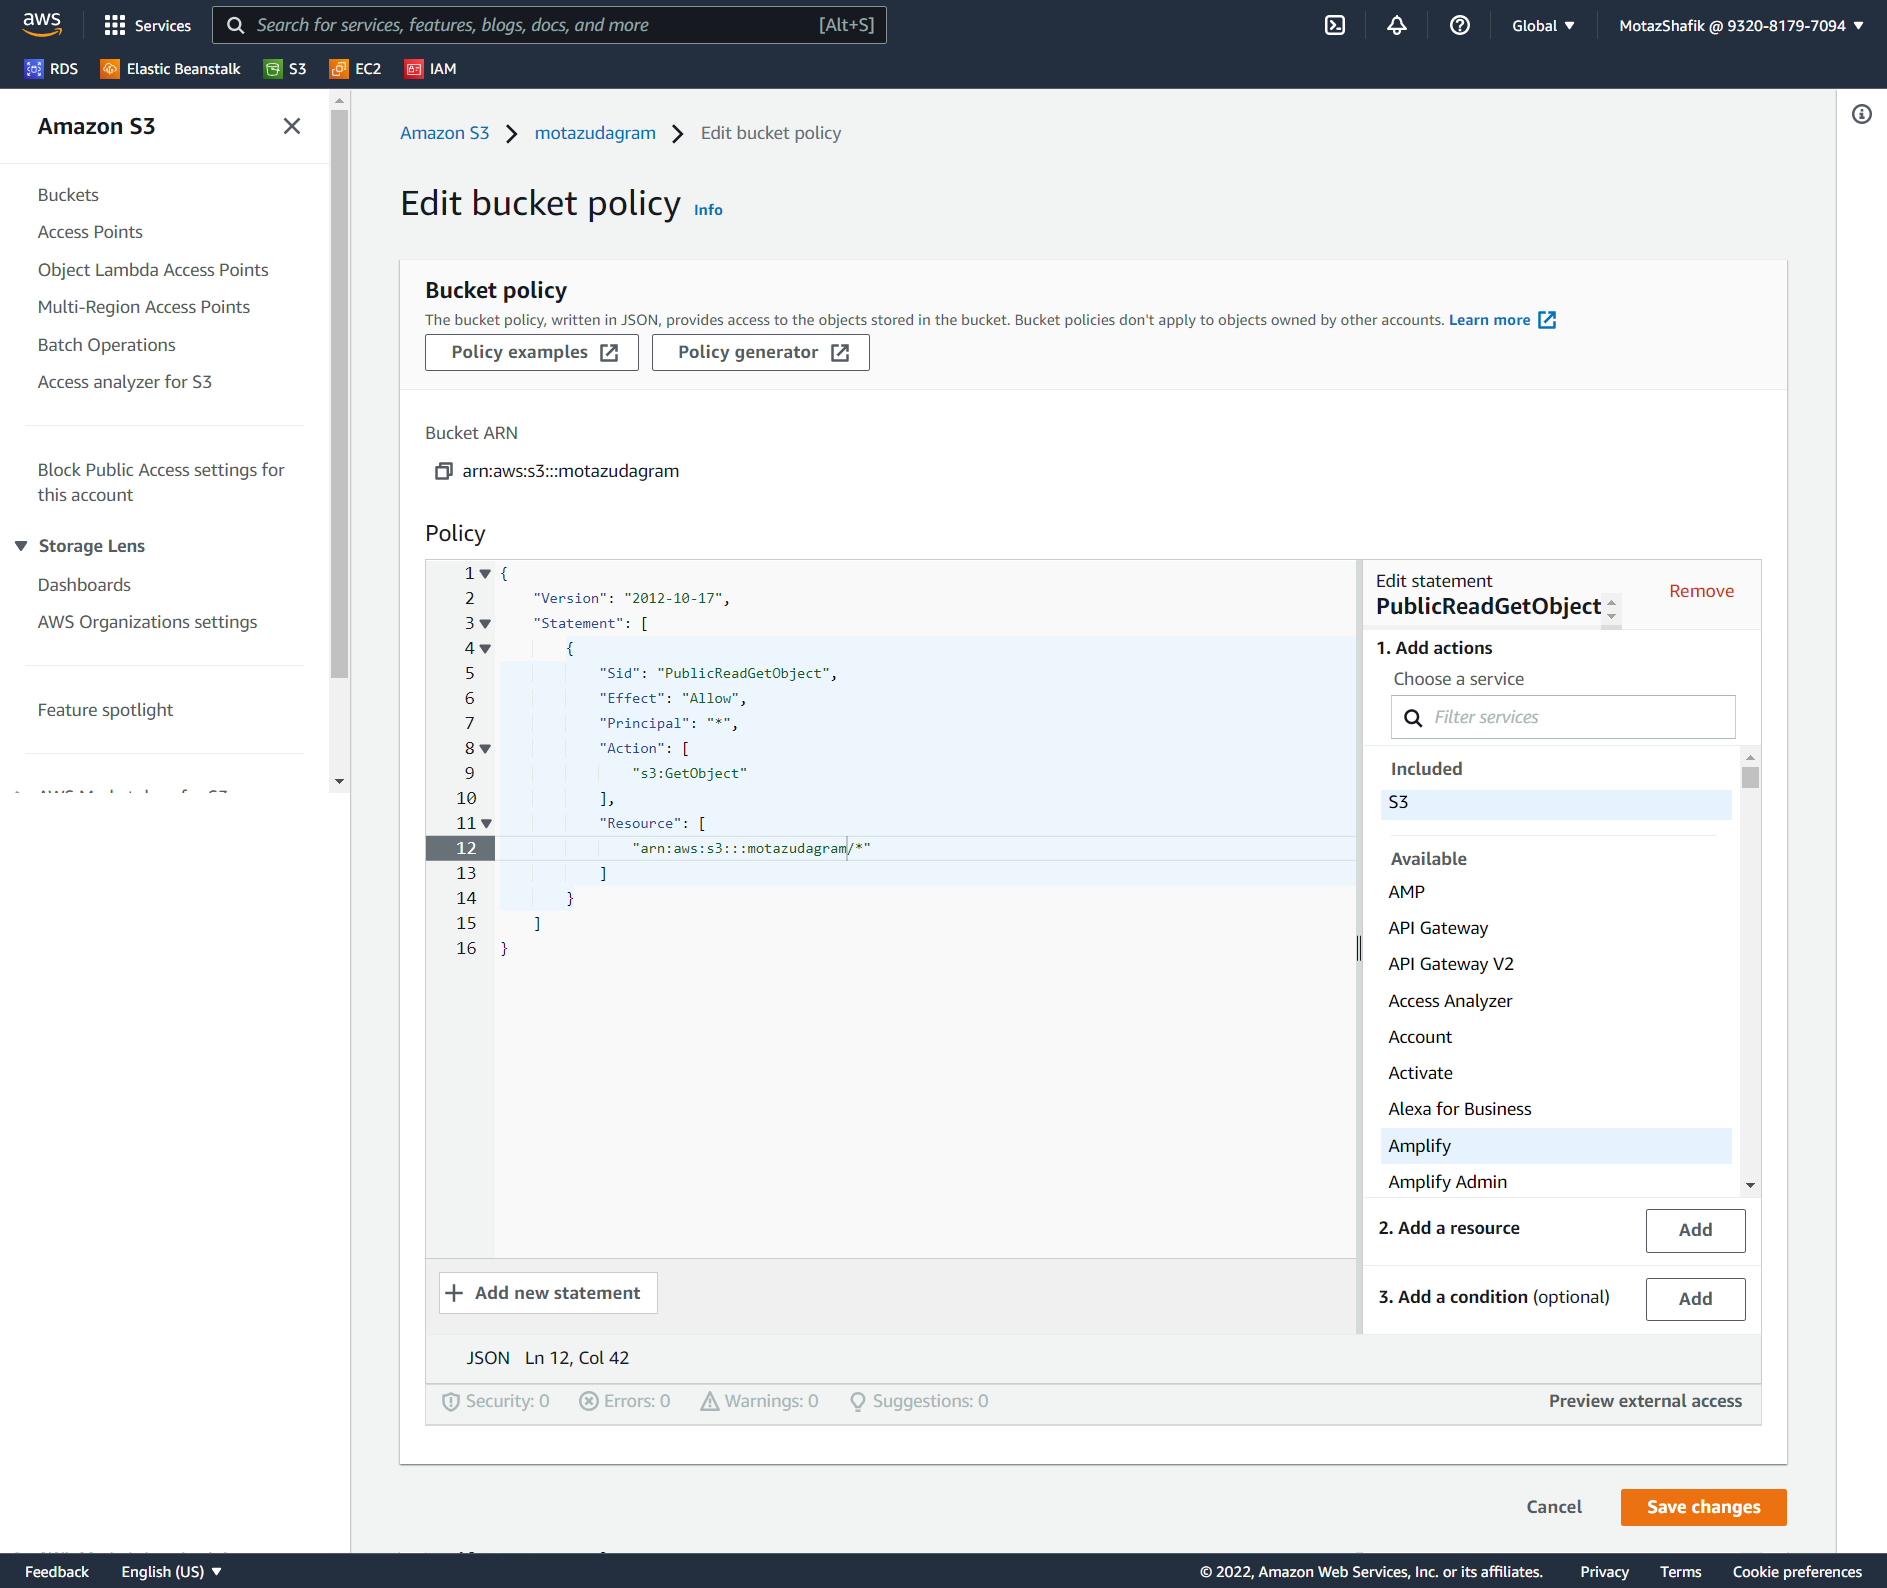 aws
Services
Search for services, features, blogs, docs, and more
[Alt+S]
Global
MotazShafik @ 9320-8179-7094
RDS
Elastic Beanstalk
S3
EC2
IAM
Amazon S3
Buckets
Access Points
Object Lambda Access Points
Multi-Region Access Points
Batch Operations
Access analyzer for S3
Block Public Access settings for
this account
Storage Lens
Dashboards
AWS Organizations settings
Feature spotlight
Amazon S3
motazudagram
Edit bucket policy
Edit bucket policy Info
Bucket policy
The bucket policy, written in JSON, provides access to the objects stored in the bucket. Bucket policies don't apply to objects owned by other accounts. Learn more
Policy examples
Policy generator
Bucket ARN
arn:aws:s3:::motazudagram
Policy
1 {
2 "Version": "2012-10-17",
3 "Statement": [
4 {
5 "Sid": "PublicReadGetObject",
6 "Effect": "Allow",
7 "Principal": "*",
8 "Action": [
9 "s3:GetObject"
10 ],
11 "Resource": [
12 "arn:aws:s3:::motazudagram/*"
13 ]
14 }
15 ]
16 }
Add new statement
JSON Ln 12, Col 42
Security: 0
Errors: 0
Warnings: 0
Suggestions: 0
Preview external access
Edit statement
PublicReadGetObject
Remove
1. Add actions
Choose a service
Filter services
Included
S3
Available
AMP
API Gateway
API Gateway V2
Access Analyzer
Account
Activate
Alexa for Business
Amplify
Amplify Admin
2. Add a resource
Add
3. Add a condition (optional)
Add
Cancel
Save changes
Feedback
English (US)
© 2022, Amazon Web Services, Inc. or its affiliates.
Privacy
Terms
Cookie preferences